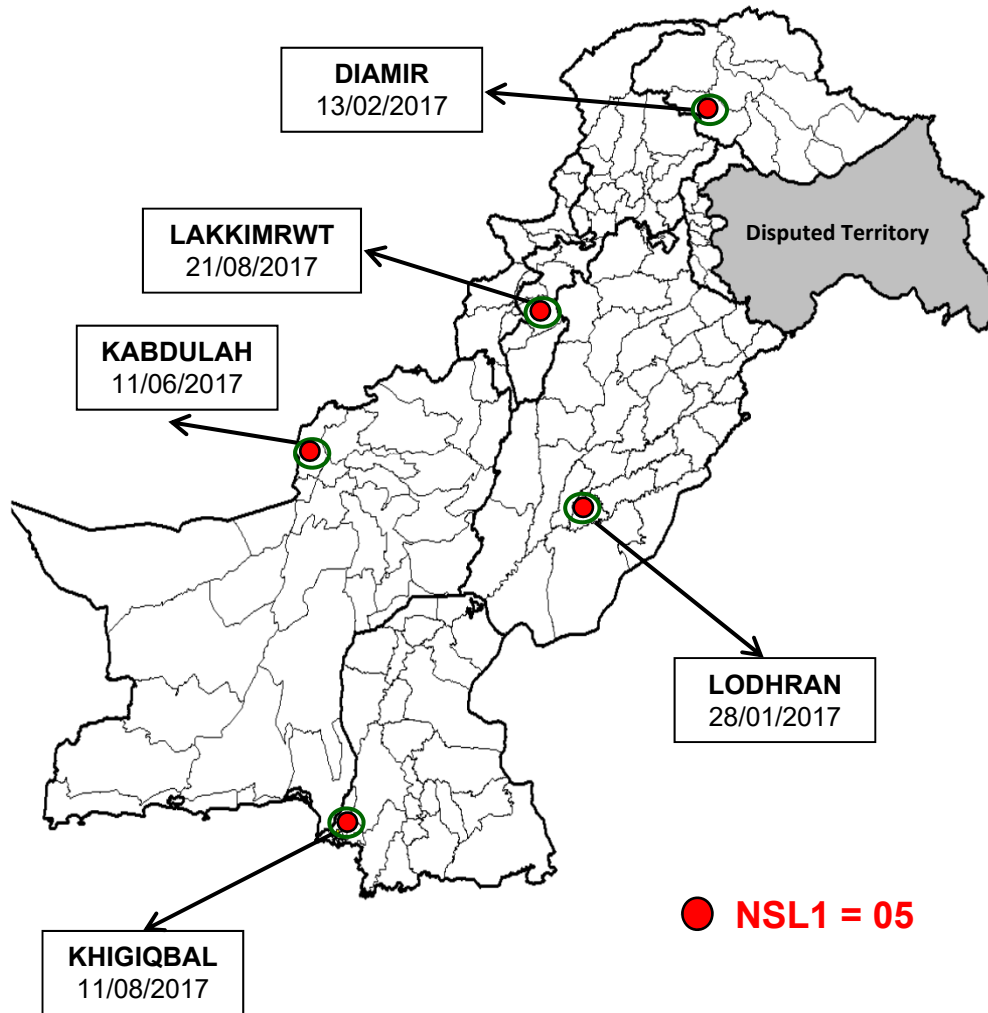 DIAMIR
13/02/2017
LAKKIMRWT
21/08/2017
Disputed Territory
KABDULAH
11/06/2017
LODHRAN
28/01/2017
NSL1 = 05
KHIGIQBAL
11/08/2017